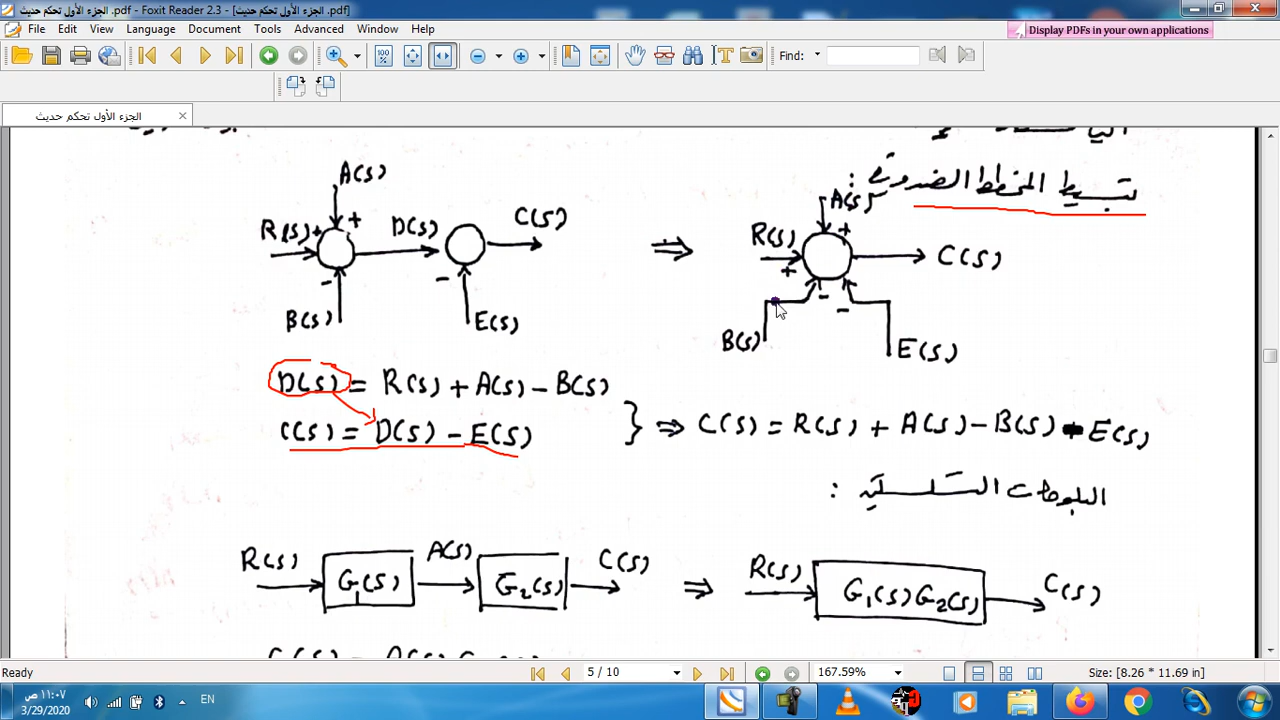 الجزء الأول تحكم حديث.pdf - Foxit Reader 2.3 - [الجزء الأول تحكم حديث.pdf]
File Edit View Language Document Tools Advanced Window Help
Display PDFs in your own applications
Find:
الجزء الأول تحكم حديث
تبسيط المخطط الصندوقي :
A(s)
R(s) + + D(s) C(s)
- -
B(s) E(s)
⇒
A(s)
R(s) + + C(s)
- -
B(s) E(s)
D(s) = R(s) + A(s) - B(s)
C(s) = D(s) - E(s) } ⇒ C(s) = R(s) + A(s) - B(s) - E(s)
البلوكات التسلسلية :
R(s) G₁(s) A(s) G₂(s) C(s) ⇒ R(s) G₁(s)G₂(s) C(s)
Ready 5 / 10 167.59% Size: [8.26 * 11.69 in]
EN ص ١١:٠٧
3/29/2020